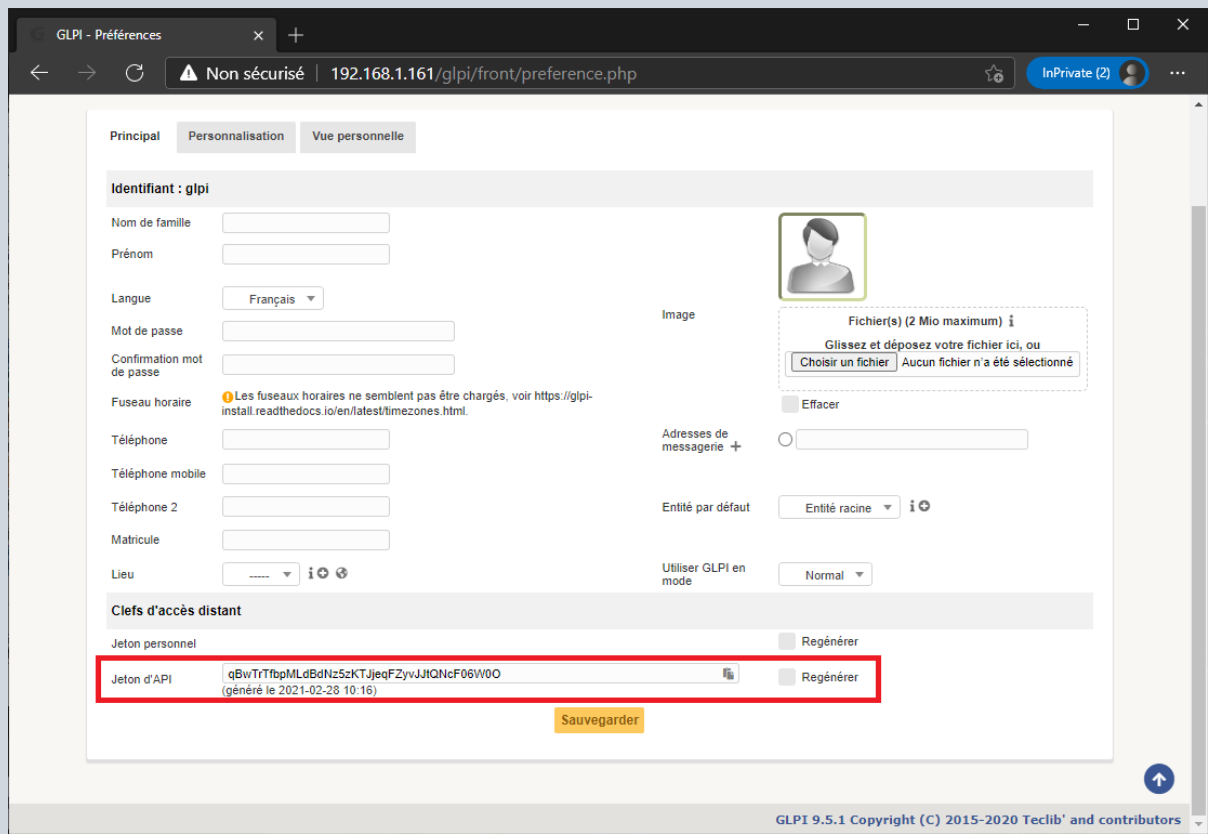 GLPI - Préférences
Non sécurisé 192.168.1.161/glpi/front/preference.php
InPrivate (2)
Principal Personnalisation Vue personnelle
Identifiant : glpi
Nom de famille
Prénom
Langue Français
Image
Fichier(s) (2 Mio maximum)
Glissez et déposez votre fichier ici, ou
Choisir un fichier Aucun fichier n'a été sélectionné
Mot de passe
Confirmation mot
de passe
Fuseau horaire Les fuseaux horaires ne semblent pas être chargés, voir https://glpi-
install.readthedocs.io/en/latest/timezones.html.
Effacer
Téléphone
Adresses de
messagerie +
Téléphone mobile
Téléphone 2
Entité par défaut Entité racine
Matricule
Lieu -----
Utiliser GLPI en
mode Normal
Clefs d'accès distant
Jeton personnel Regénérer
Jeton d'API qBwTrTfbpMLdBdNz5zKTJjeqFZyvJJtQNcF06W0O Regénérer
(généré le 2021-02-28 10:16)
Sauvegarder
GLPI 9.5.1 Copyright (C) 2015-2020 Teclib' and contributors